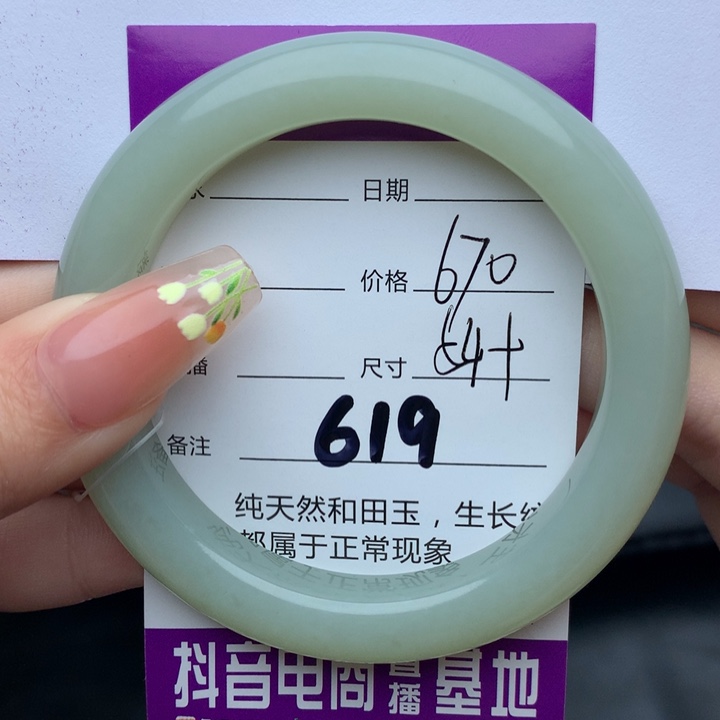 日期
价格 670
播 尺寸 54+
备注 619
纯天然和田玉，生长纹
都属于正常现象
抖音电商直播基地